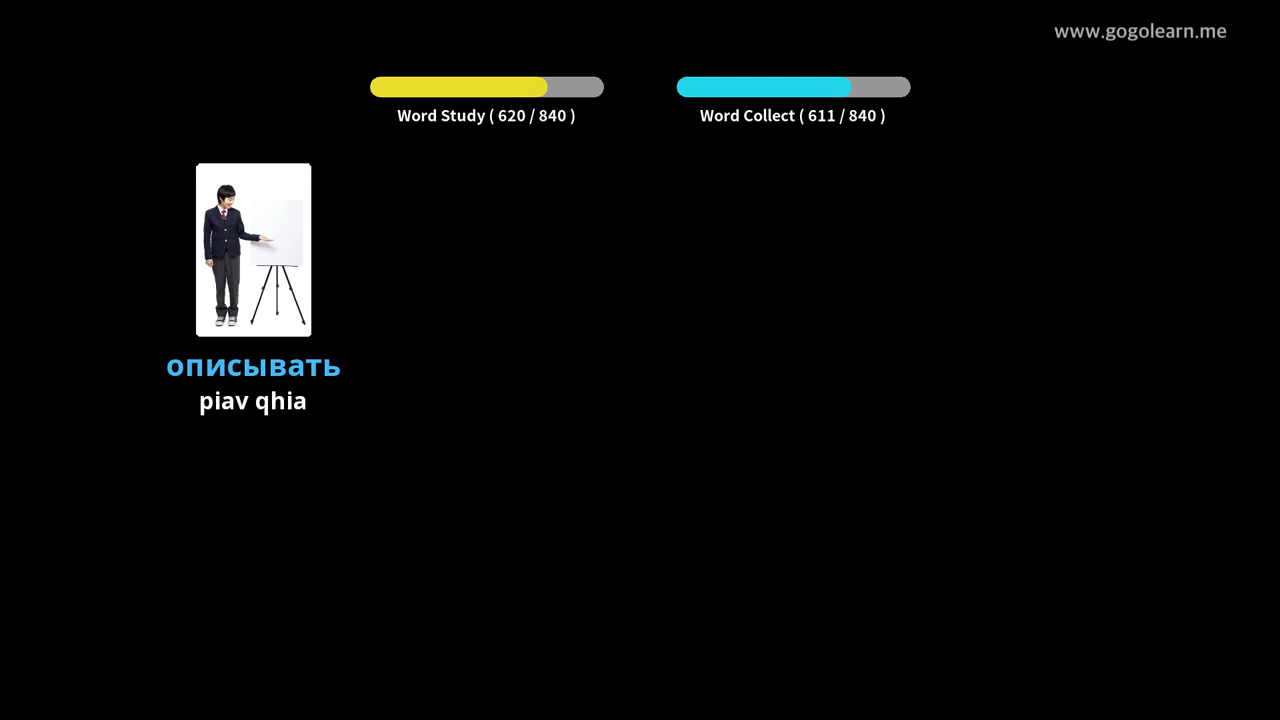 www.gogolearn.me
Word Study ( 620 / 840 )
Word Collect ( 611 / 840 )
описывать
piav qhia